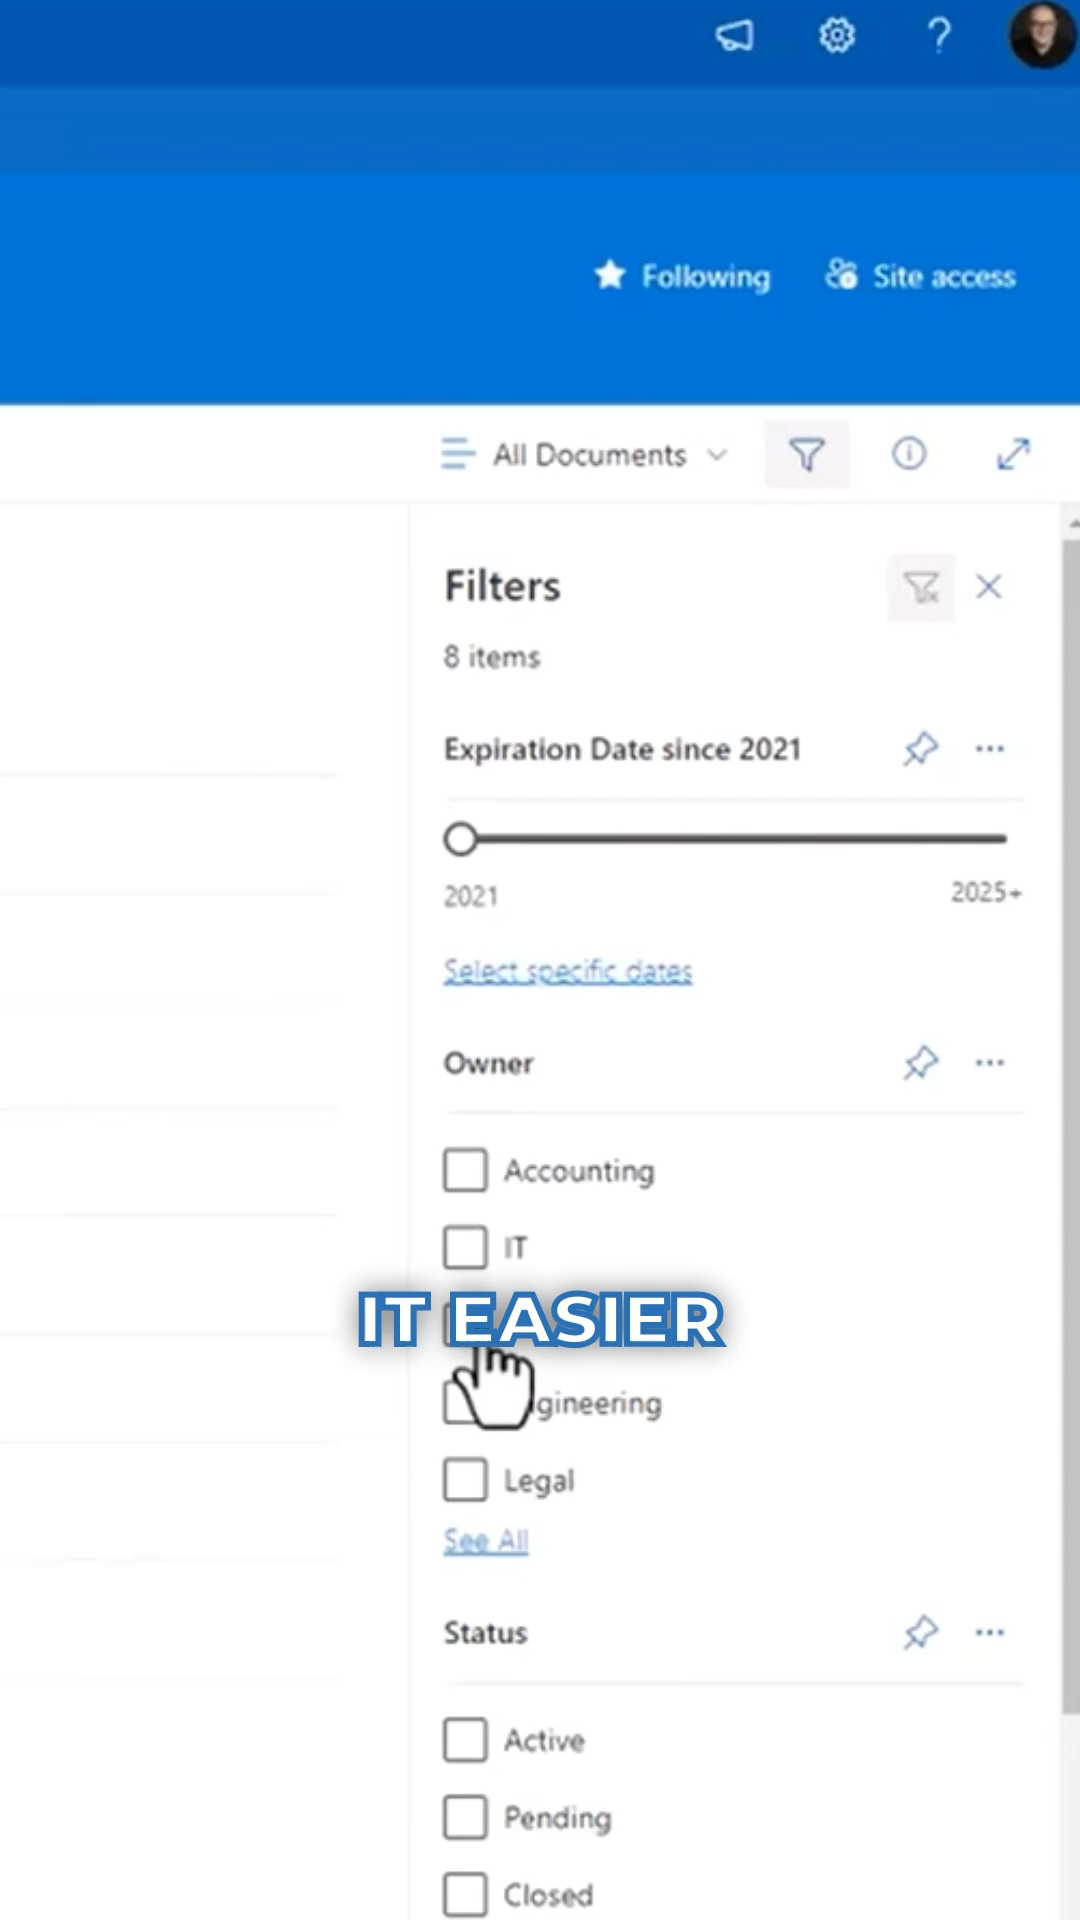 Following
Site access
All Documents
Filters
8 items
Expiration Date since 2021
2021
2025+
Select specific dates
Owner
Accounting
IT
IT EASIER
gineering
Legal
See All
Status
Active
Pending
Closed